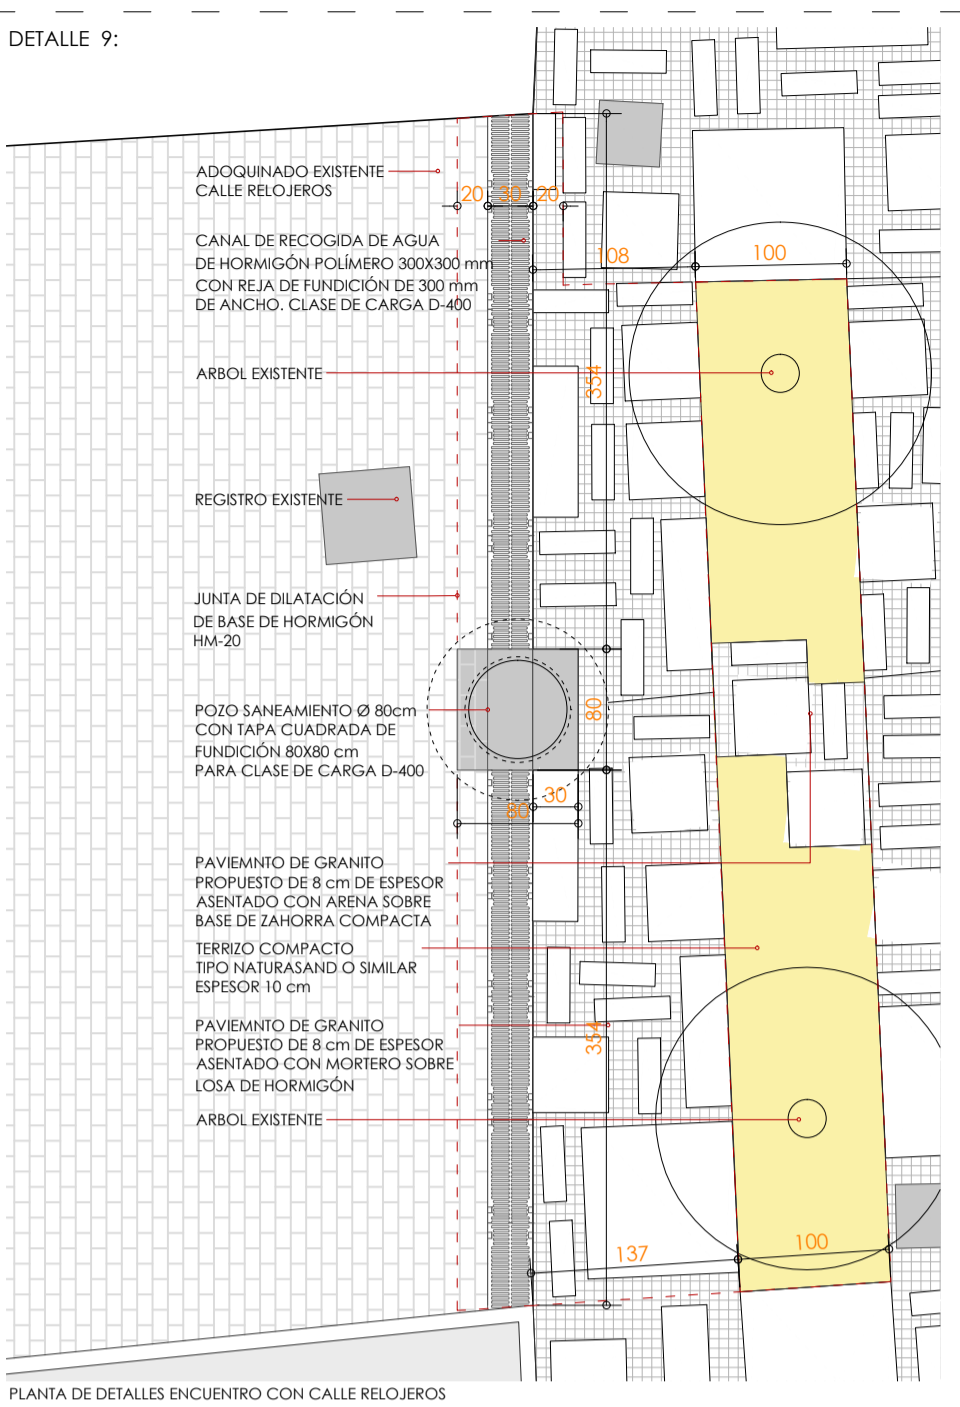 DETALLE 9:
ADOQUINADO EXISTENTE
CALLE RELOJEROS
20 30 20
CANAL DE RECOGIDA DE AGUA
DE HORMIGÓN POLÍMERO 300X300 mm
CON REJA DE FUNDICIÓN DE 300 mm
DE ANCHO. CLASE DE CARGA D-400
108
100
ARBOL EXISTENTE
354
REGISTRO EXISTENTE
JUNTA DE DILATACIÓN
DE BASE DE HORMIGÓN
HM-20
POZO SANEAMIENTO Ø 80cm
CON TAPA CUADRADA DE
FUNDICIÓN 80X80 cm
PARA CLASE DE CARGA D-400
80
30
80
PAVIEMNTO DE GRANITO
PROPUESTO DE 8 cm DE ESPESOR
ASENTADO CON ARENA SOBRE
BASE DE ZAHORRA COMPACTA
TERRIZO COMPACTO
TIPO NATURASAND O SIMILAR
ESPESOR 10 cm
PAVIEMNTO DE GRANITO
PROPUESTO DE 8 cm DE ESPESOR
ASENTADO CON MORTERO SOBRE
LOSA DE HORMIGÓN
354
ARBOL EXISTENTE
137
100
PLANTA DE DETALLES ENCUENTRO CON CALLE RELOJEROS